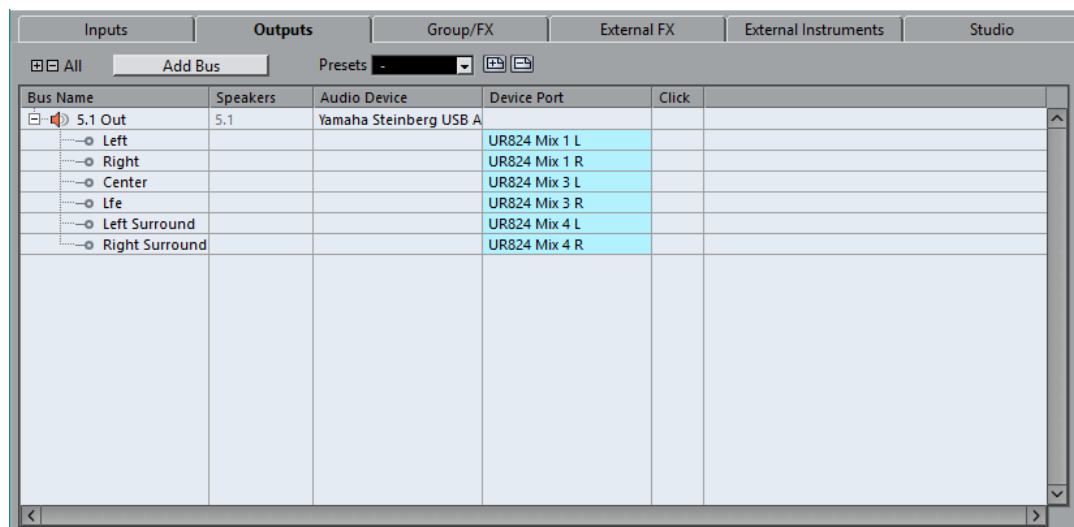 Inputs Outputs Group/FX External FX External Instruments Studio
All Add Bus Presets -
Bus Name Speakers Audio Device Device Port Click
5.1 Out 5.1 Yamaha Steinberg USB A
Left UR824 Mix 1 L
Right UR824 Mix 1 R
Center UR824 Mix 3 L
Lfe UR824 Mix 3 R
Left Surround UR824 Mix 4 L
Right Surround UR824 Mix 4 R